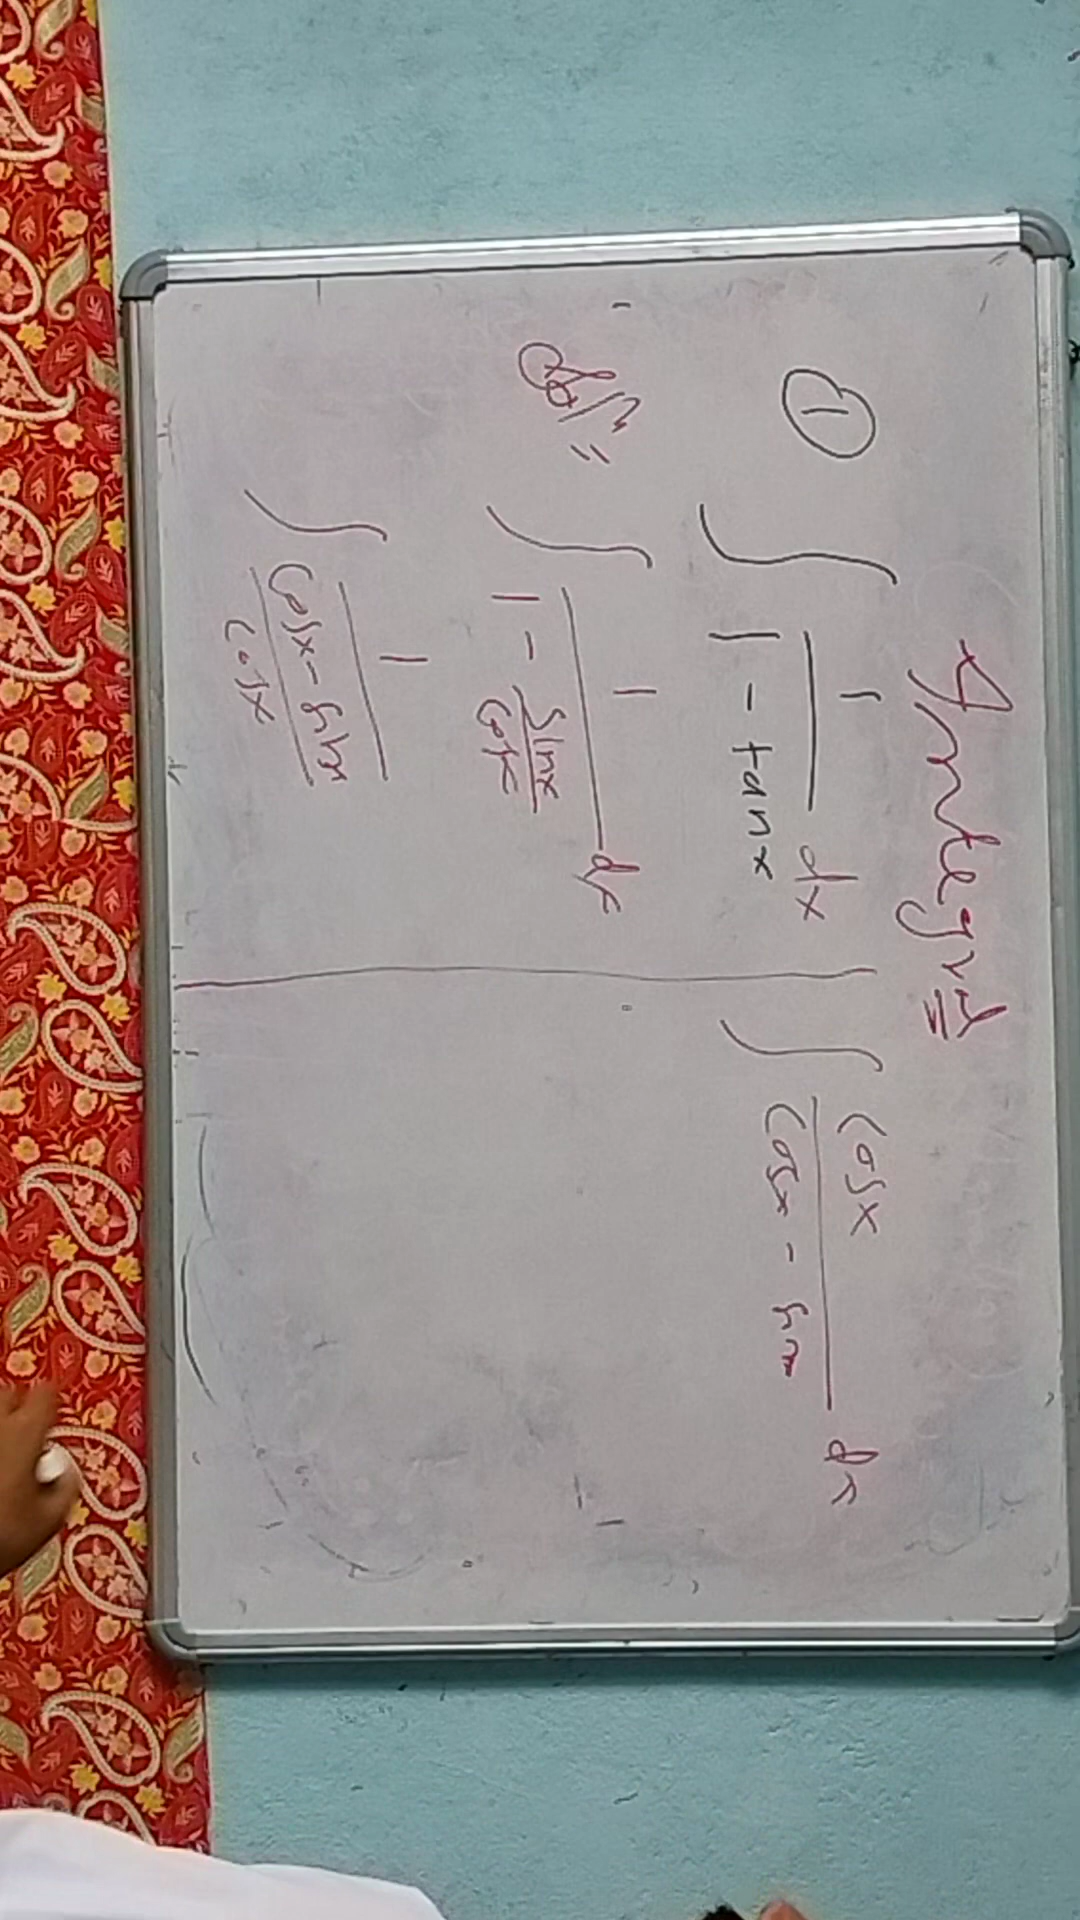 Integral
① ∫ 1/(1 - tanx) dx
Sol^n =
∫ 1/(1 - sinx/cosx) dx
∫ 1/((cosx - sinx)/cosx)
∫ cosx/(cosx - sinx) dx